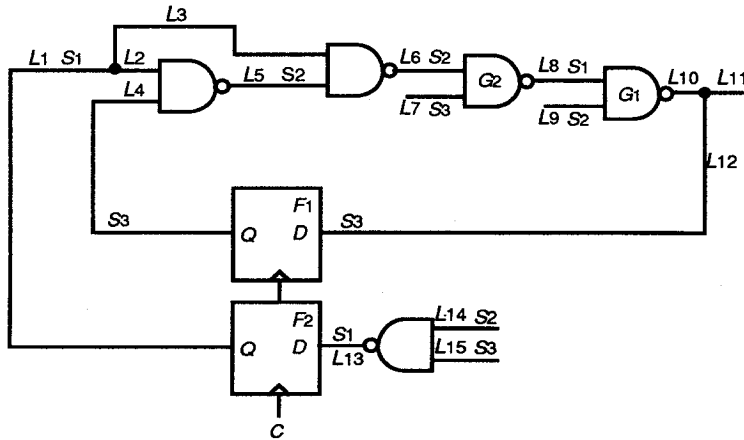 L3
L1 S1 L2 L5 S2 L6 S2 G2 L8 S1 G1 L10 L11
L4 L7 S3 L9 S2
L12
S3 F1 S3
Q D
F2 S1 L14 S2
Q D L13 L15 S3
C